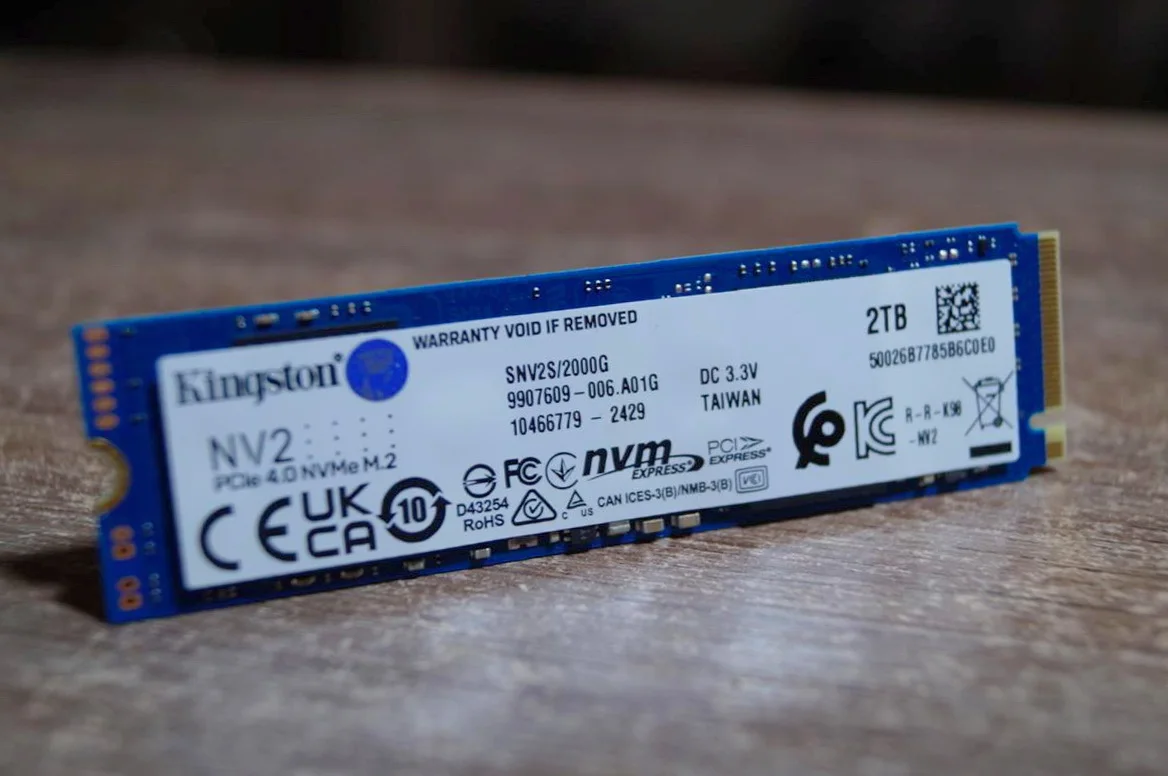 WARRANTY VOID IF REMOVED
Kingston®
NV2
PCIe 4.0 NVMe M.2
SNV2S/2000G
9907609-006.A01G
10466779 - 2429
DC 3.3V
TAIWAN
2TB
50026B7785B6C0E0
R-R-K98
-NV2
CE
UK
CA
10
D43254
RoHS
FC
nvm
EXPRESS®
PCI
EXPRESS®
C US
CAN ICES-3(B)/NMB-3(B)